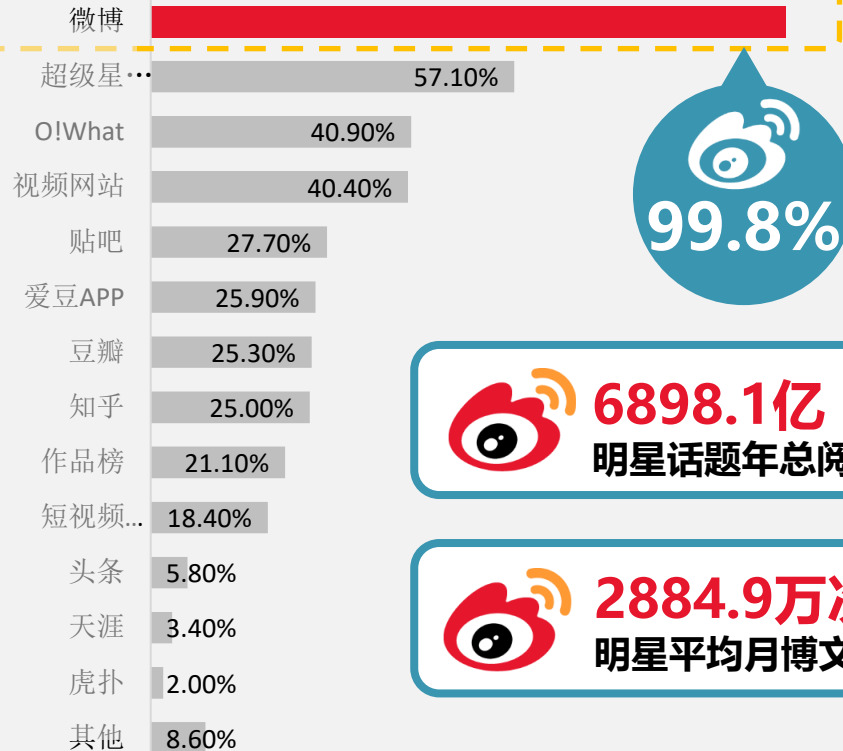 微博
超级星…
57.10%
O!What
40.90%
视频网站
40.40%
99.8%
贴吧
27.70%
爱豆APP
25.90%
豆瓣
25.30%
知乎
25.00%
6898.1亿
明星话题年总阅
作品榜
21.10%
短视频...
18.40%
头条
5.80%
2884.9万
明星平均月博文
天涯
3.40%
虎扑
2.00%
其他
8.60%